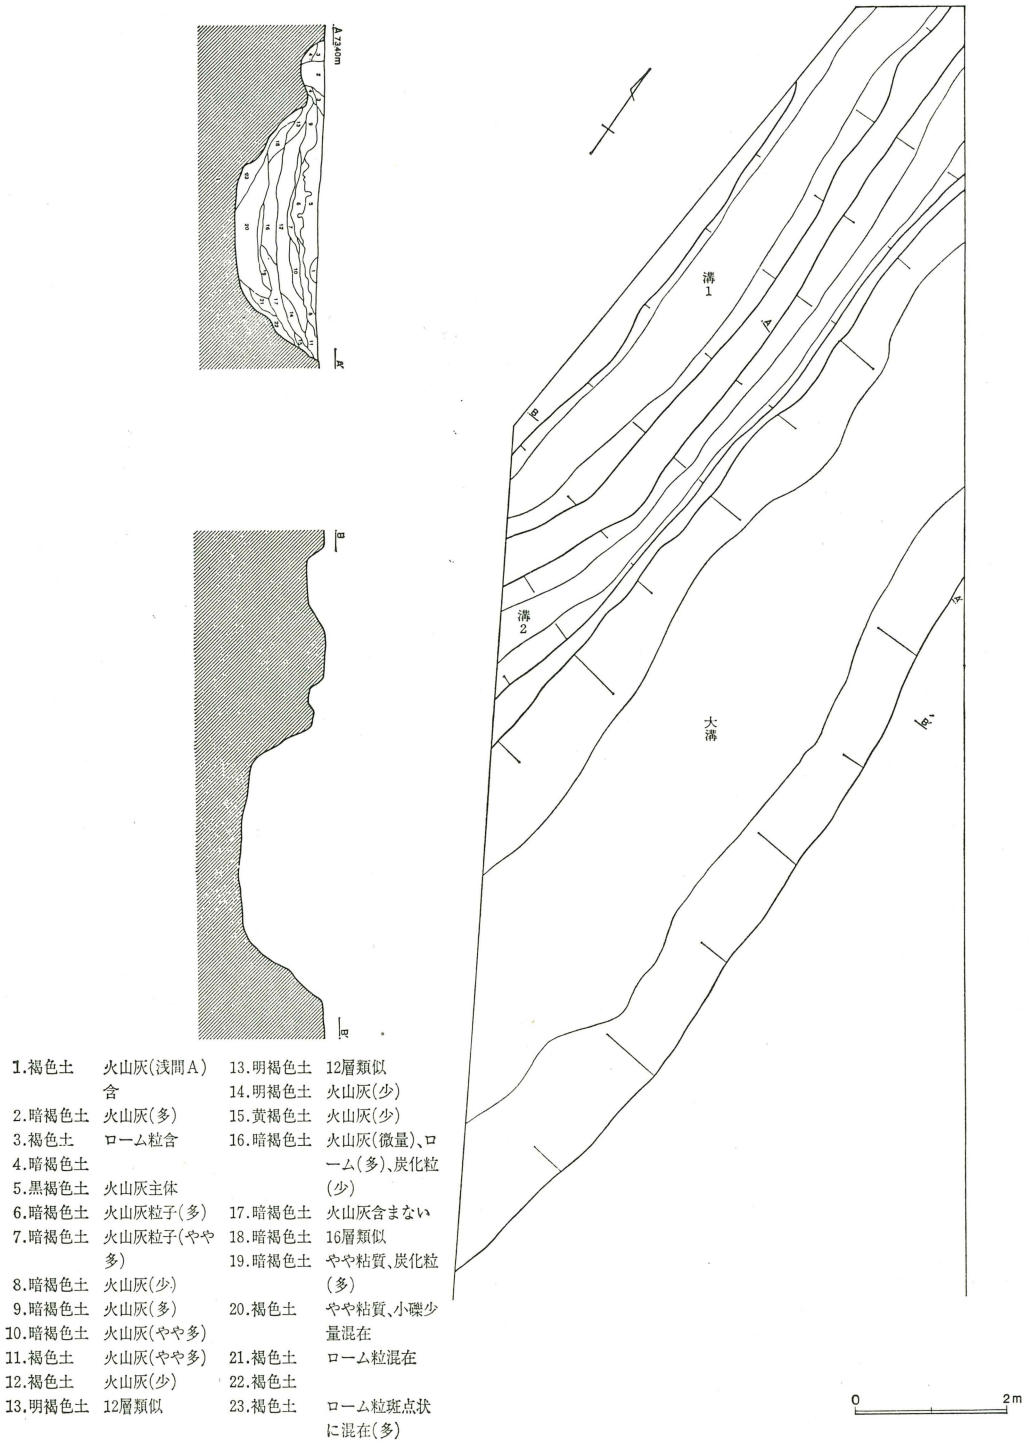 A 73.40m
A'
B
B'
溝1
溝2
大溝
A
A'
B
B'
1.褐色土 火山灰(浅間A)
含
2.暗褐色土 火山灰(多)
3.褐色土 ローム粒含
4.暗褐色土
5.黒褐色土 火山灰主体
6.暗褐色土 火山灰粒子(多)
7.暗褐色土 火山灰粒子(やや
多)
8.暗褐色土 火山灰(少)
9.暗褐色土 火山灰(多)
10.暗褐色土 火山灰(やや多)
11.褐色土 火山灰(やや多)
12.褐色土 火山灰(少)
13.明褐色土 12層類似
13.明褐色土 12層類似
14.明褐色土 火山灰(少)
15.黄褐色土 火山灰(少)
16.暗褐色土 火山灰(微量)、ロ
ーム(多)、炭化粒
(少)
17.暗褐色土 火山灰含まない
18.暗褐色土 16層類似
19.暗褐色土 やや粘質、炭化粒
(多)
20.褐色土 やや粘質、小礫少
量混在
21.褐色土 ローム粒混在
22.褐色土
23.褐色土 ローム粒斑点状
に混在(多)
0 2m